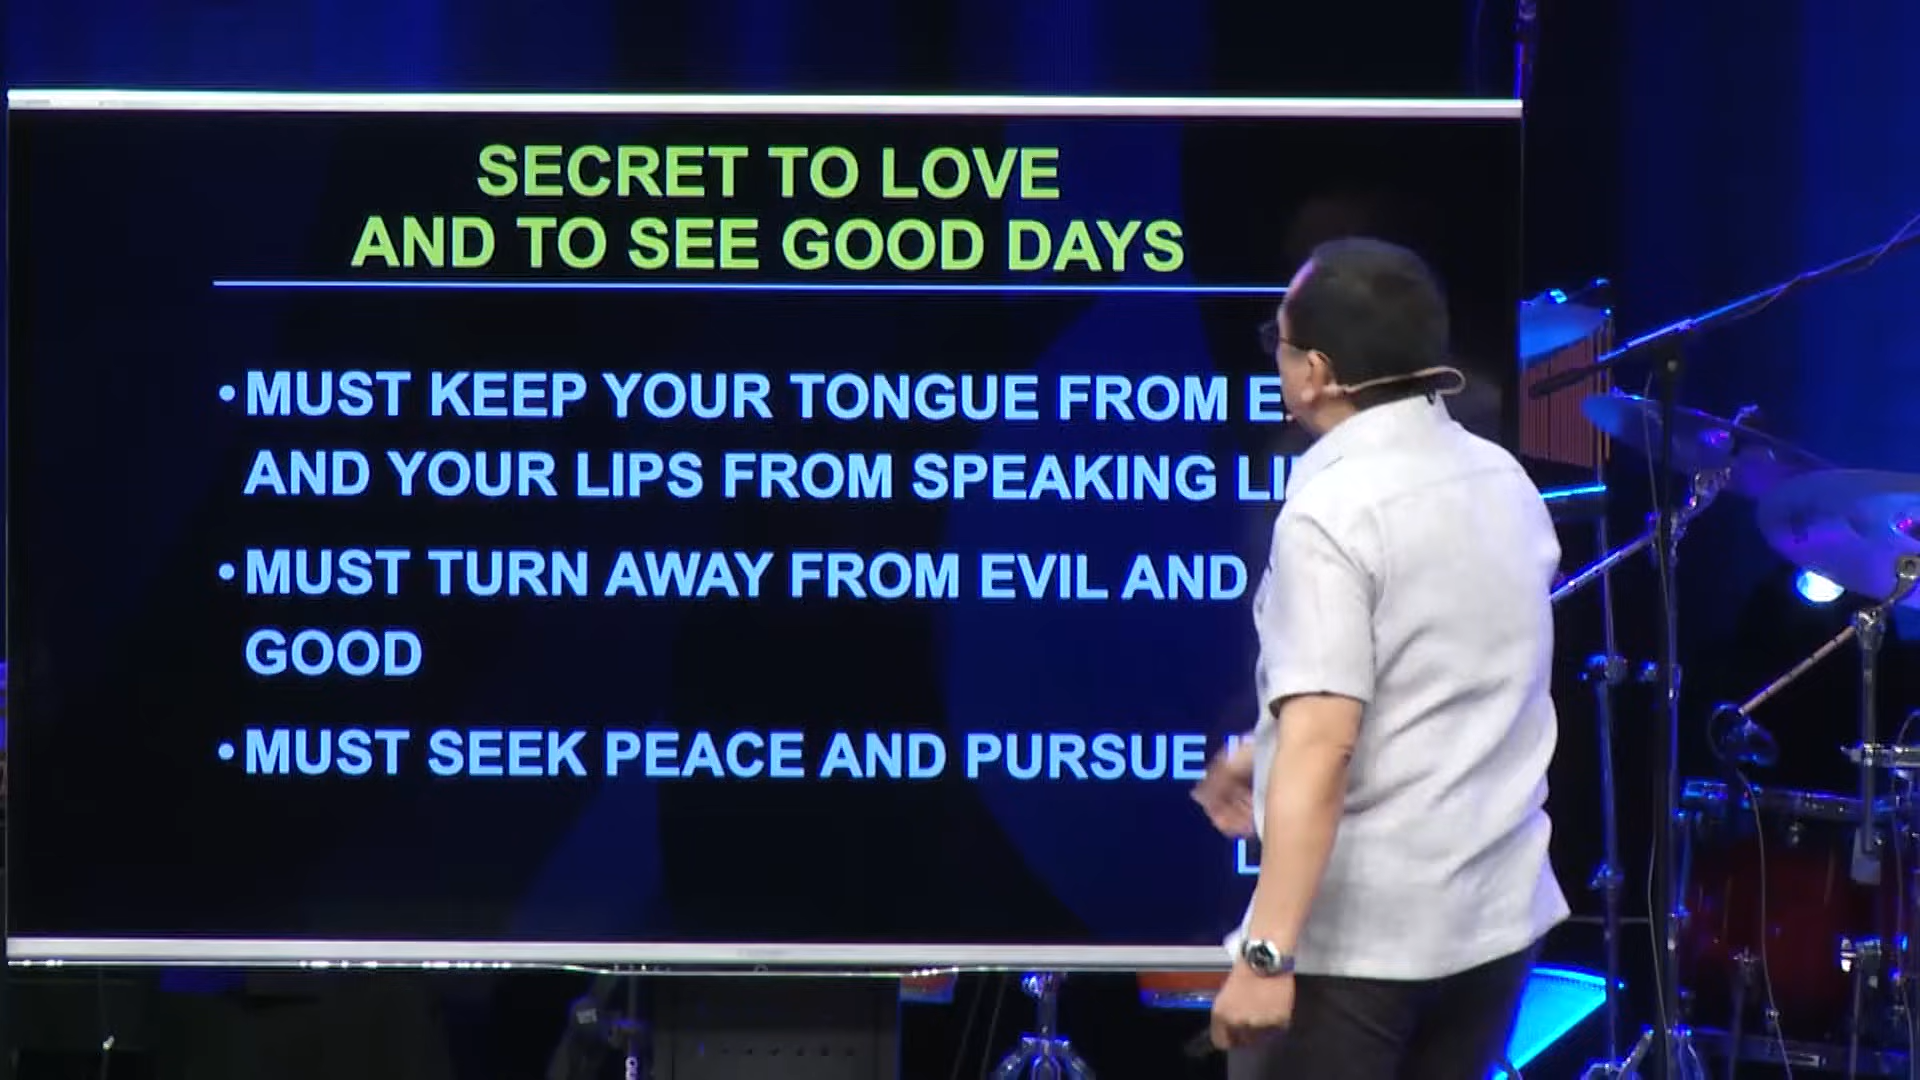 SECRET TO LOVE
AND TO SEE GOOD DAYS
• MUST KEEP YOUR TONGUE FROM
AND YOUR LIPS FROM SPEAKING
• MUST TURN AWAY FROM EVIL AND
GOOD
• MUST SEEK PEACE AND PURSUE